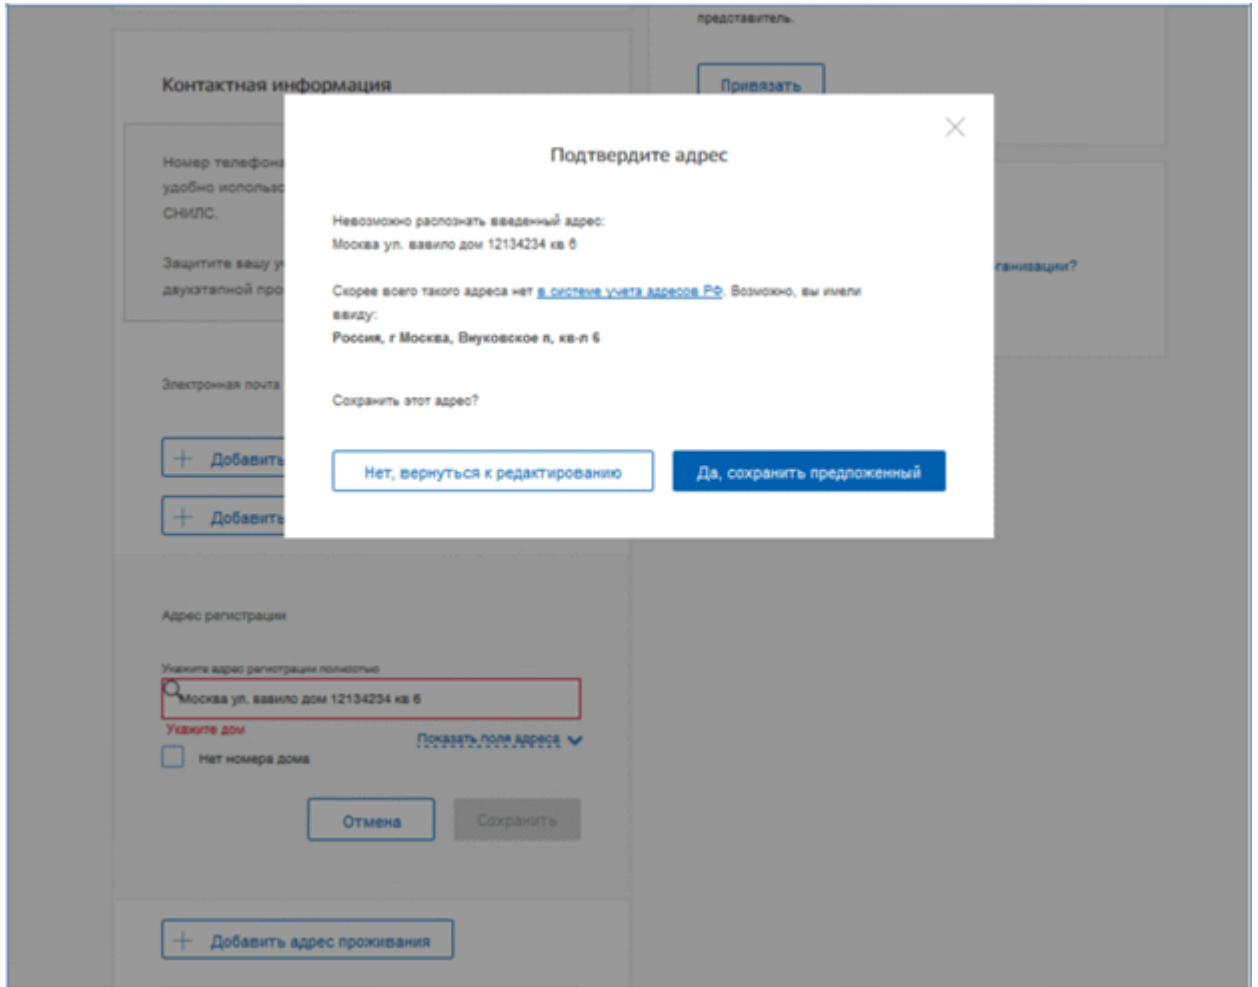 представитель.
Контактная информация
Привязать
Номер телефона
удобно использо
СНИЛС.
Защитите вашу у
двухэтапной про
Электронная почта
Добавить
Добавить
Подтвердите адрес
Невозможно распознать введенный адрес:
Москва ул. вавило дом 12134234 кв 6
Скорее всего такого адреса нет в системе учета адресов РФ. Возможно, вы имели
ввиду:
Россия, г Москва, Внуковское п, кв-л 6
Сохранить этот адрес?
Нет, вернуться к редактированию
Да, сохранить предложенный
ганизации?
Адрес регистрации
Укажите адрес регистрации полностью
Москва ул. вавило дом 12134234 кв 6
Укажите дом
Показать поля адреса
Нет номера дома
Отмена
Сохранить
Добавить адрес проживания